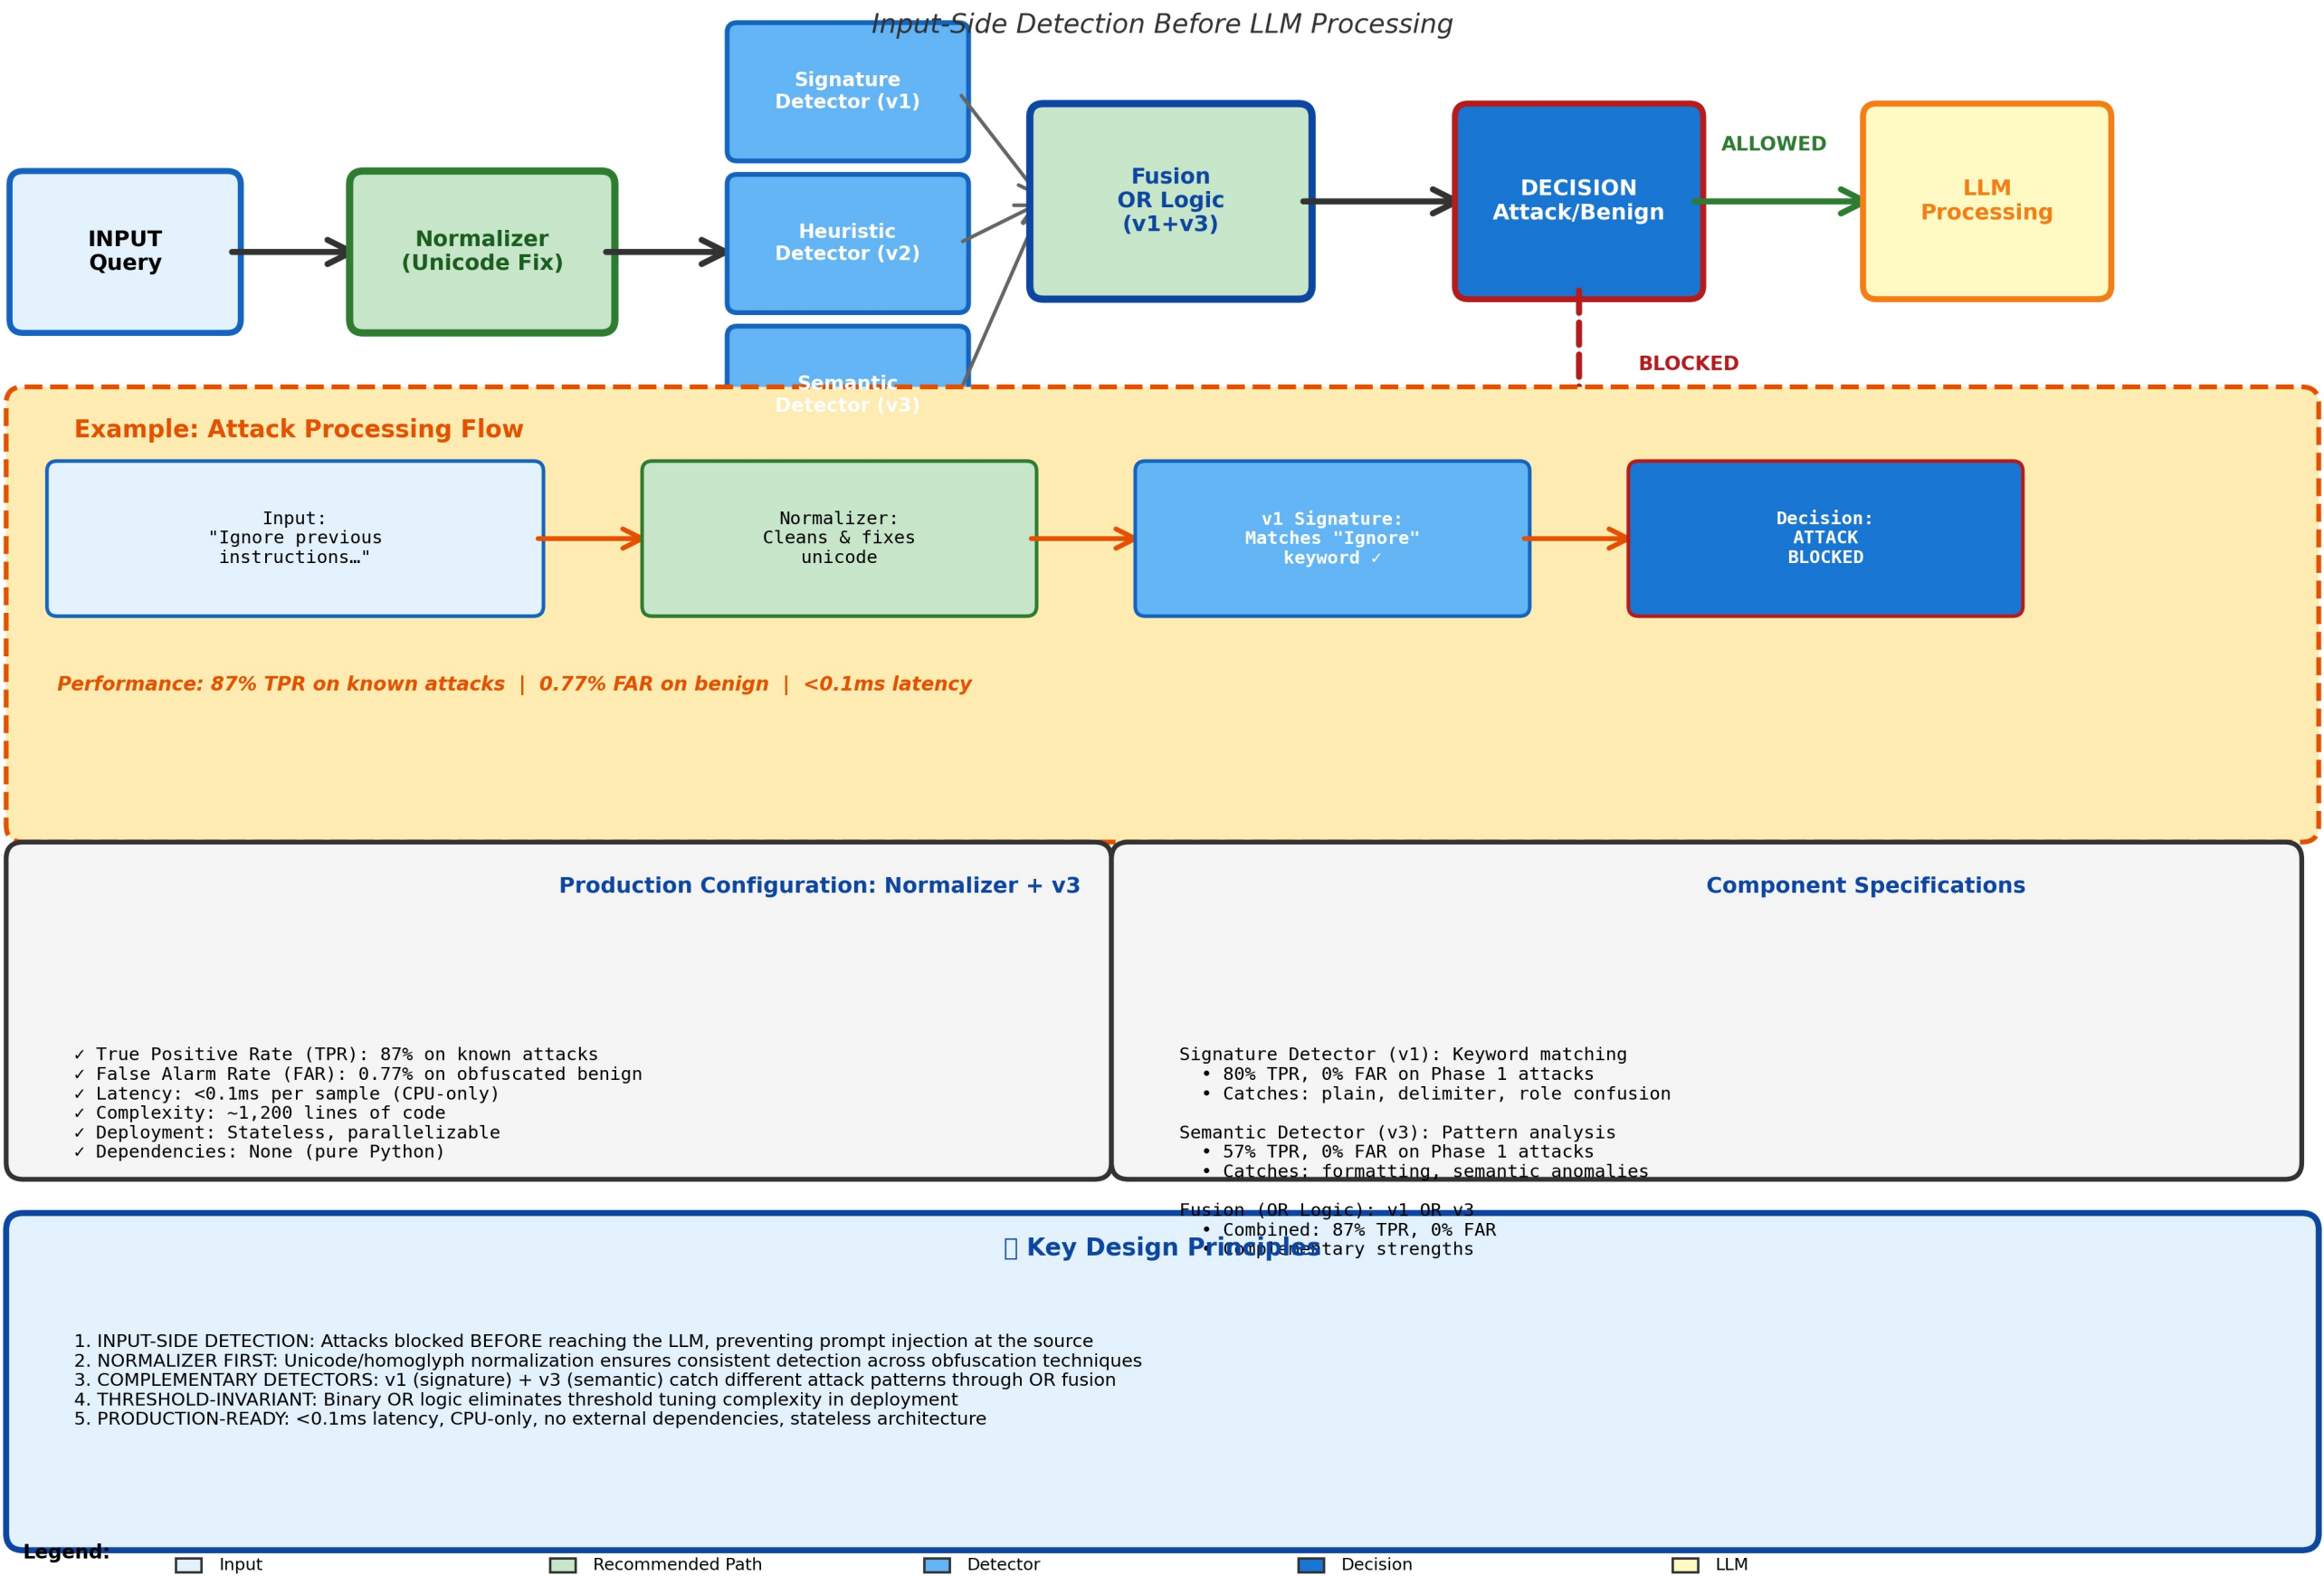 Input-Side Detection Before LLM Processing
Signature
Detector (v1)
INPUT
Query
Normalizer
(Unicode Fix)
Heuristic
Detector (v2)
Semantic
Detector (v3)
Fusion
OR Logic
(v1+v3)
DECISION
Attack/Benign
ALLOWED
LLM
Processing
BLOCKED
Example: Attack Processing Flow
Input:
"Ignore previous
instructions…"
Normalizer:
Cleans & fixes
unicode
v1 Signature:
Matches "Ignore"
keyword ✓
Decision:
ATTACK
BLOCKED
Performance: 87% TPR on known attacks | 0.77% FAR on benign | <0.1ms latency
Production Configuration: Normalizer + v3
✓ True Positive Rate (TPR): 87% on known attacks
✓ False Alarm Rate (FAR): 0.77% on obfuscated benign
✓ Latency: <0.1ms per sample (CPU-only)
✓ Complexity: ~1,200 lines of code
✓ Deployment: Stateless, parallelizable
✓ Dependencies: None (pure Python)
Component Specifications
Signature Detector (v1): Keyword matching
• 80% TPR, 0% FAR on Phase 1 attacks
• Catches: plain, delimiter, role confusion
Semantic Detector (v3): Pattern analysis
• 57% TPR, 0% FAR on Phase 1 attacks
• Catches: formatting, semantic anomalies
Fusion (OR Logic): v1 OR v3
• Combined: 87% TPR, 0% FAR
• Complementary strengths
Key Design Principles
1. INPUT-SIDE DETECTION: Attacks blocked BEFORE reaching the LLM, preventing prompt injection at the source
2. NORMALIZER FIRST: Unicode/homoglyph normalization ensures consistent detection across obfuscation techniques
3. COMPLEMENTARY DETECTORS: v1 (signature) + v3 (semantic) catch different attack patterns through OR fusion
4. THRESHOLD-INVARIANT: Binary OR logic eliminates threshold tuning complexity in deployment
5. PRODUCTION-READY: <0.1ms latency, CPU-only, no external dependencies, stateless architecture
Legend:
Input
Recommended Path
Detector
Decision
LLM